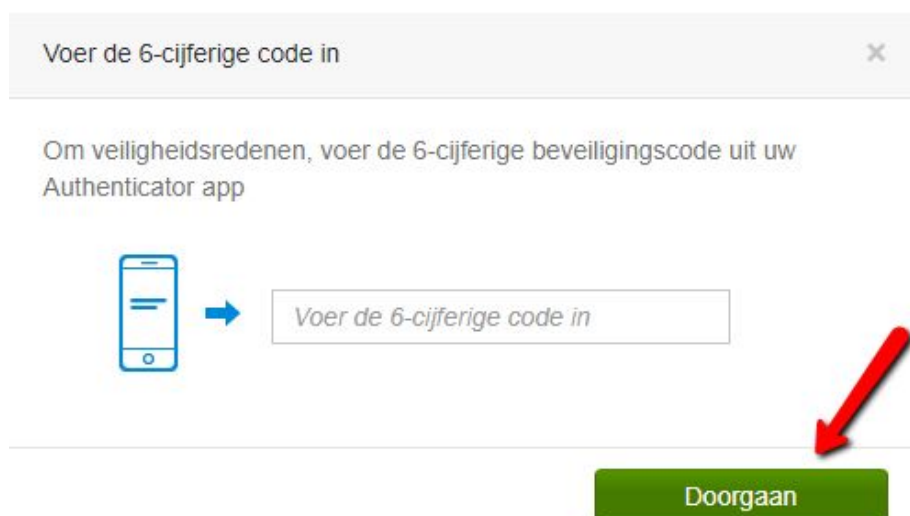 Voer de 6-cijferige code in
Om veiligheidsredenen, voer de 6-cijferige beveiligingscode uit uw
Authenticator app
Voer de 6-cijferige code in
Doorgaan